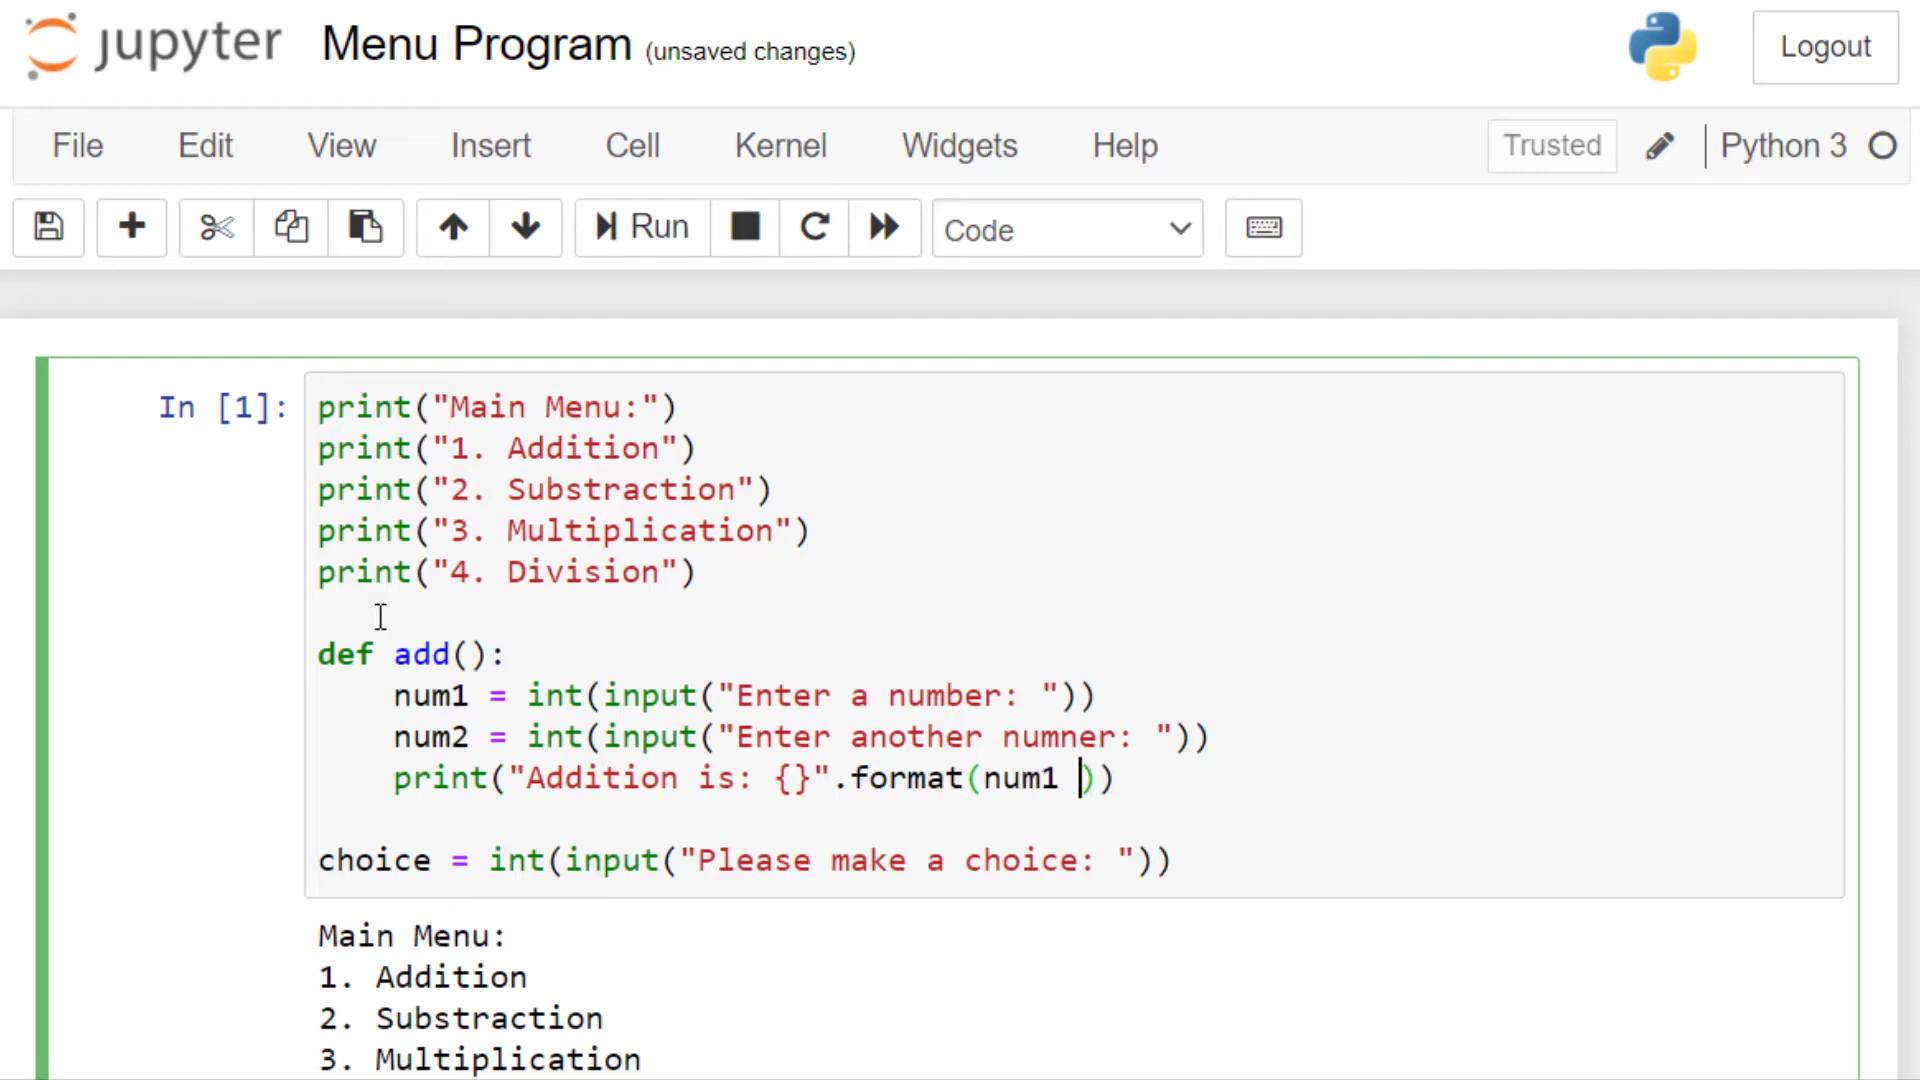 jupyter Menu Program (unsaved changes) Logout
File Edit View Insert Cell Kernel Widgets Help Trusted Python 3
Run Code
In [1]: print("Main Menu:")
print("1. Addition")
print("2. Substraction")
print("3. Multiplication")
print("4. Division")
def add():
    num1 = int(input("Enter a number: "))
    num2 = int(input("Enter another numner: "))
    print("Addition is: {}".format(num1 ))
choice = int(input("Please make a choice: "))
Main Menu:
1. Addition
2. Substraction
3. Multiplication